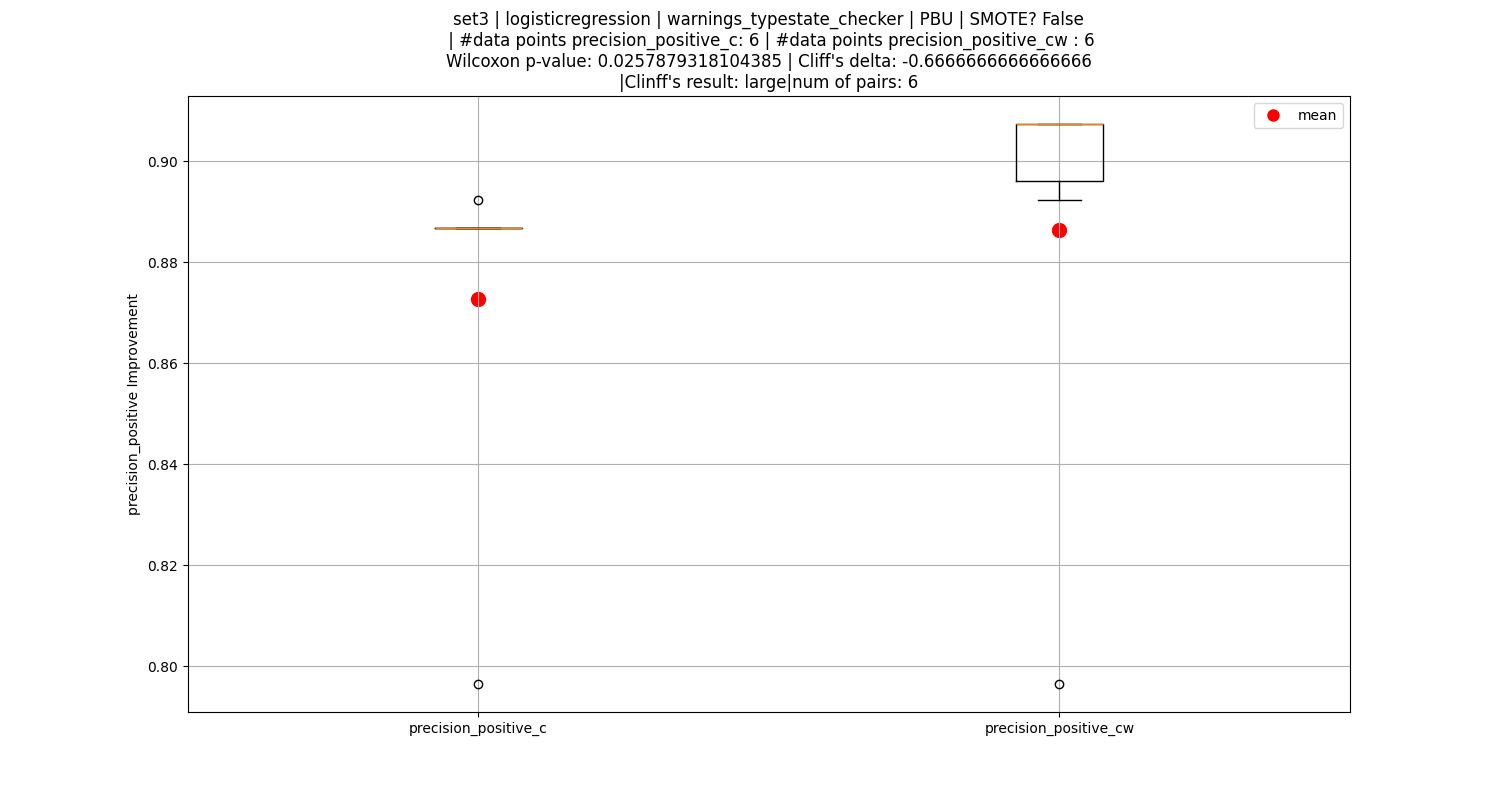 set3 | logisticregression | warnings_typestate_checker | PBU | SMOTE? False
| #data points precision_positive_c: 6 | #data points precision_positive_cw : 6
Wilcoxon p-value: 0.0257879318104385 | Cliff's delta: -0.6666666666666666
|Clinff's result: large|num of pairs: 6
mean
0.90
0.88
0.86
0.84
0.82
0.80
precision_positive Improvement
precision_positive_c
precision_positive_cw